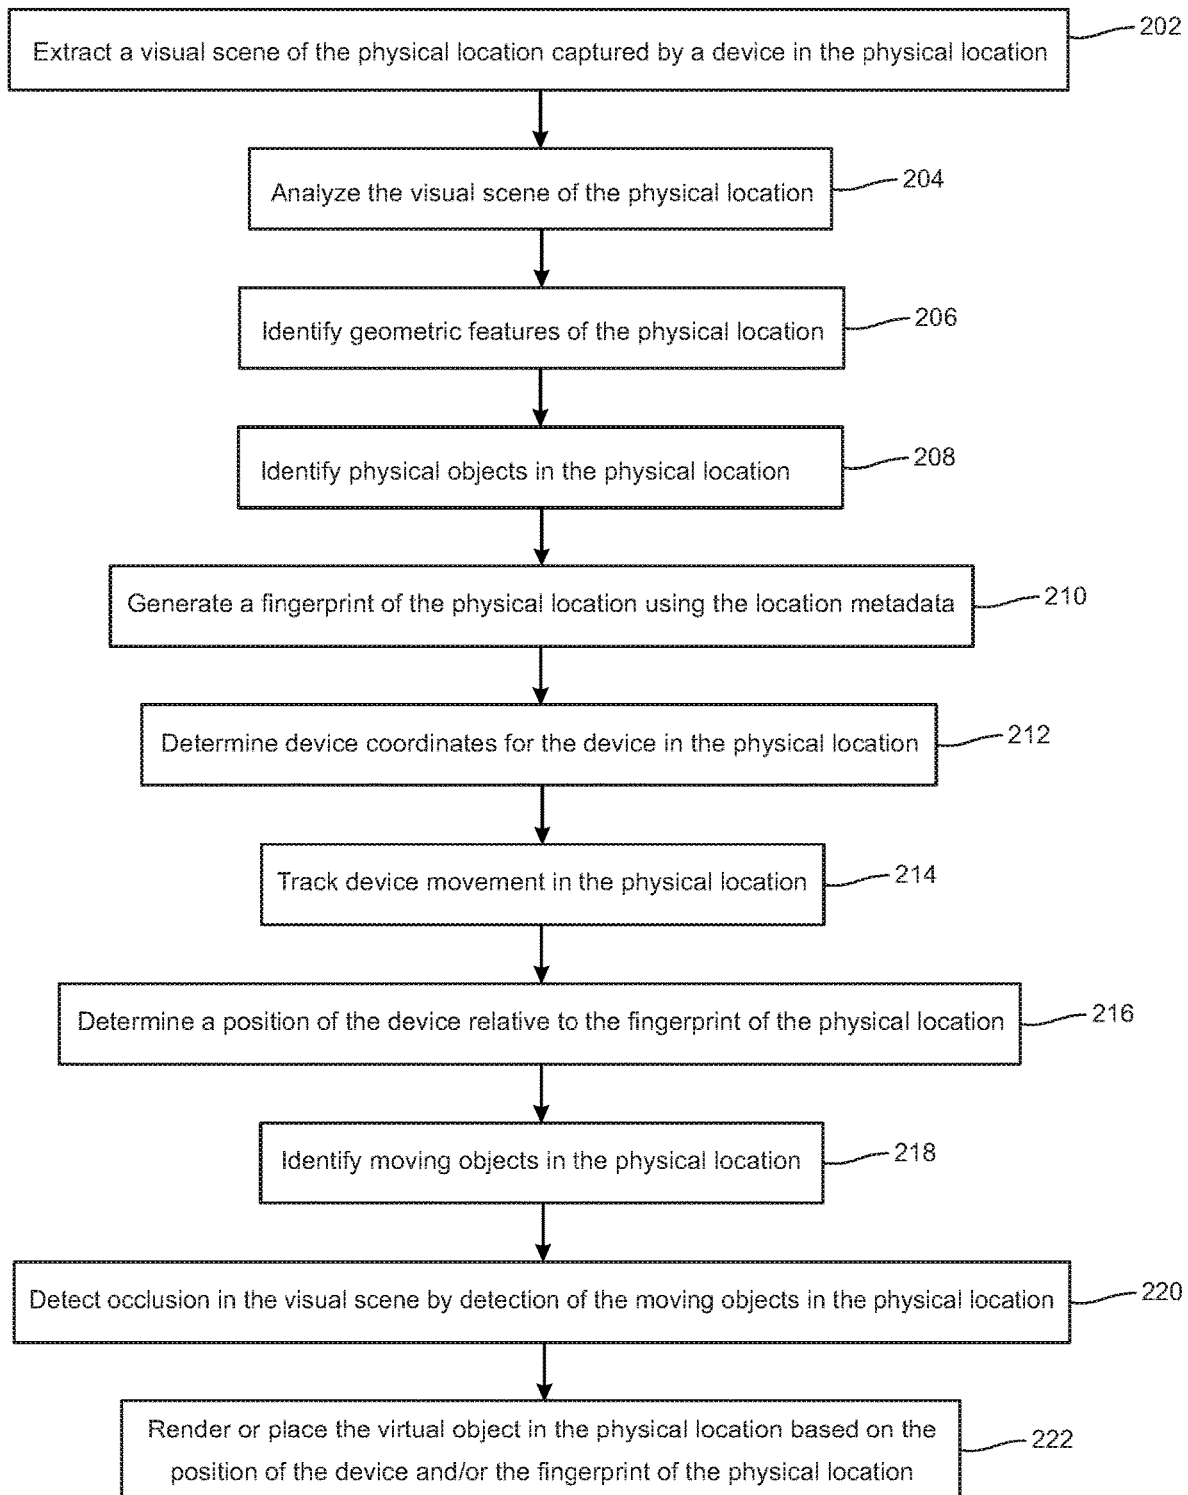 Extract a visual scene of the physical location captured by a device in the physical location
202
Analyze the visual scene of the physical location
204
Identify geometric features of the physical location
206
Identify physical objects in the physical location
208
Generate a fingerprint of the physical location using the location metadada
210
Determine device coordinates for the device in the physical location
212
Track device movement in the physical location
214
Determine a position of the device relative to the fingerprint of the physical location
216
Identify moving objects in the physical location
218
Detect occlusion in the visual scene by detection of the moving objects in the physical location
220
Render or place the virtual object in the physical location based on the
position of the device and/or the fingerprint of the physical location
222